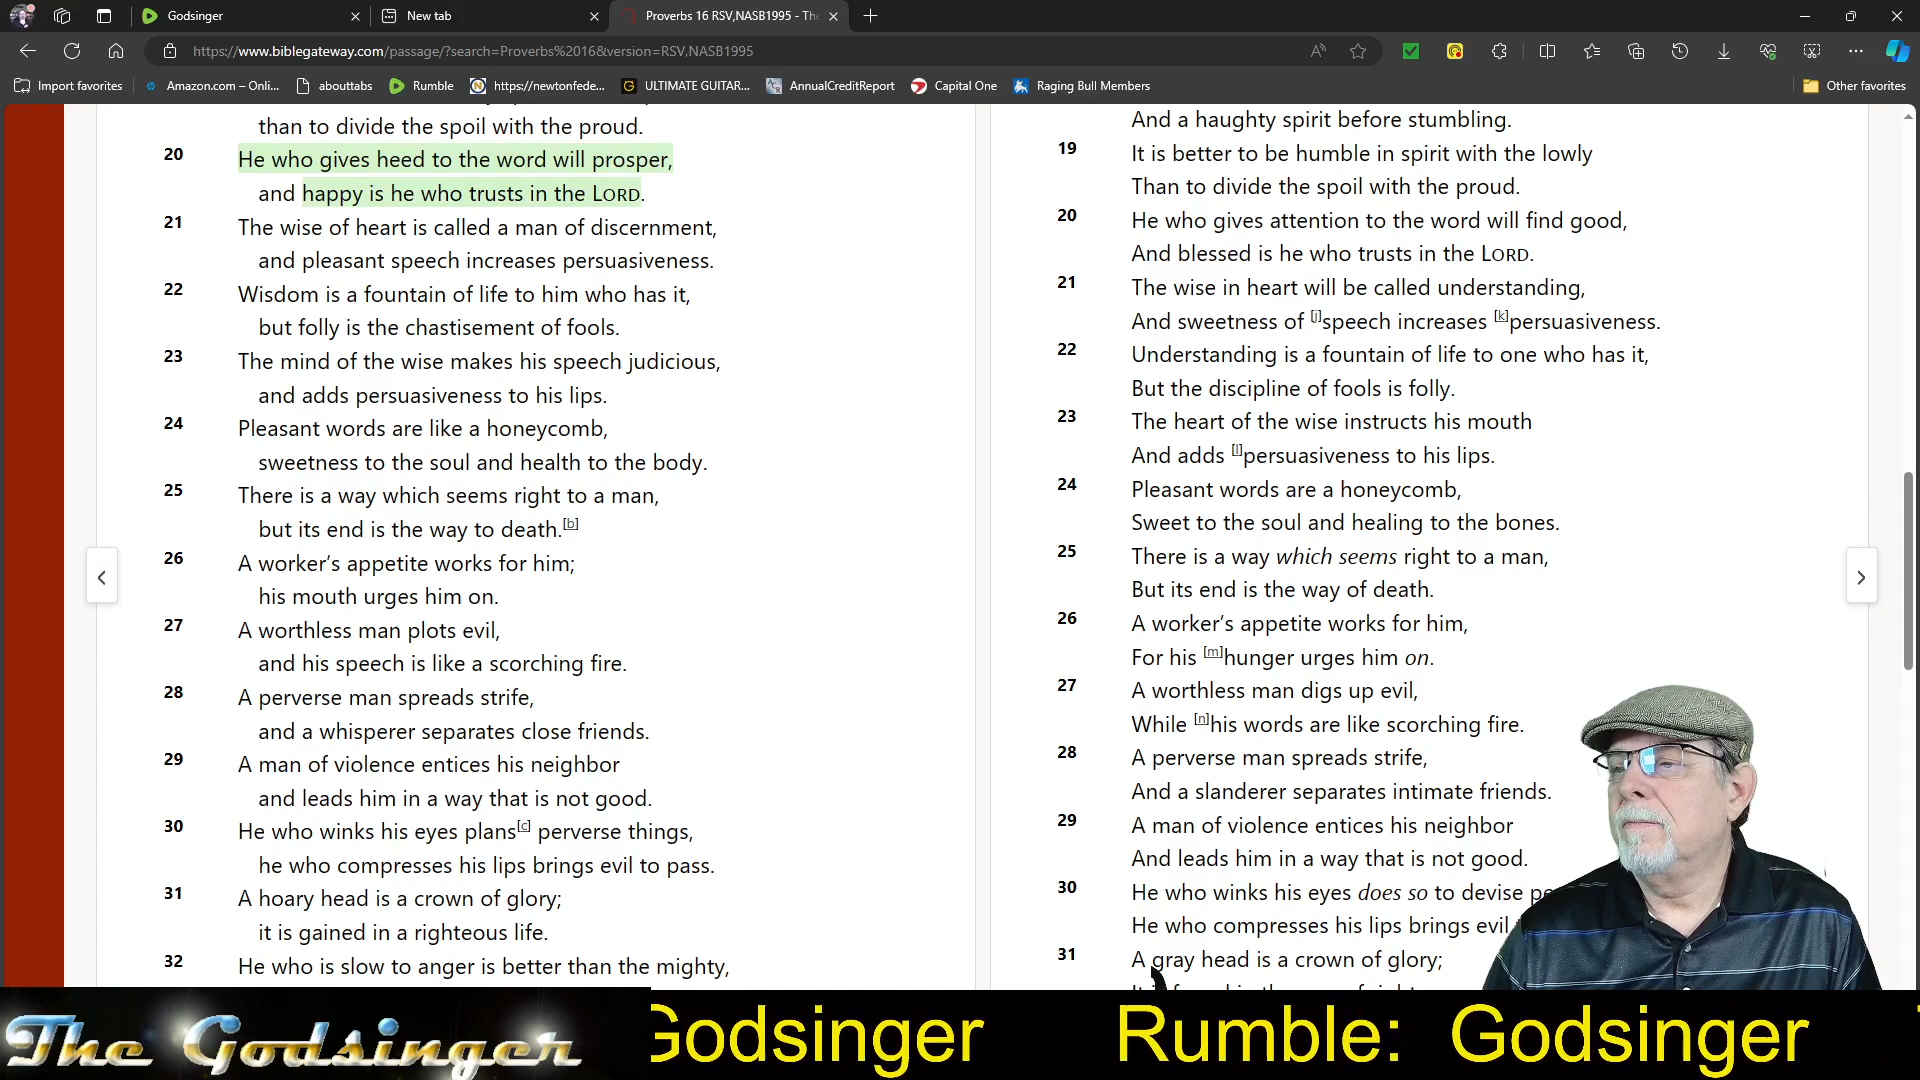 Godsinger
New tab
Proverbs 16 RSV,NASB1995 - The
https://www.biblegateway.com/passage/?search=Proverbs%2016&version=RSV,NASB1995
Import favorites
Amazon.com – Onli...
abouttabs
Rumble
https://newtonfede...
ULTIMATE GUITAR...
AnnualCreditReport
Capital One
Raging Bull Members
Other favorites
than to divide the spoil with the proud.
20 He who gives heed to the word will prosper,
and happy is he who trusts in the LORD.
21 The wise of heart is called a man of discernment,
and pleasant speech increases persuasiveness.
22 Wisdom is a fountain of life to him who has it,
but folly is the chastisement of fools.
23 The mind of the wise makes his speech judicious,
and adds persuasiveness to his lips.
24 Pleasant words are like a honeycomb,
sweetness to the soul and health to the body.
25 There is a way which seems right to a man,
but its end is the way to death.[b]
26 A worker’s appetite works for him;
his mouth urges him on.
27 A worthless man plots evil,
and his speech is like a scorching fire.
28 A perverse man spreads strife,
and a whisperer separates close friends.
29 A man of violence entices his neighbor
and leads him in a way that is not good.
30 He who winks his eyes plans[c] perverse things,
he who compresses his lips brings evil to pass.
31 A hoary head is a crown of glory;
it is gained in a righteous life.
32 He who is slow to anger is better than the mighty,
And a haughty spirit before stumbling.
19 It is better to be humble in spirit with the lowly
Than to divide the spoil with the proud.
20 He who gives attention to the word will find good,
And blessed is he who trusts in the LORD.
21 The wise in heart will be called understanding,
And sweetness of [j]speech increases [k]persuasiveness.
22 Understanding is a fountain of life to one who has it,
But the discipline of fools is folly.
23 The heart of the wise instructs his mouth
And adds [l]persuasiveness to his lips.
24 Pleasant words are a honeycomb,
Sweet to the soul and healing to the bones.
25 There is a way which seems right to a man,
But its end is the way of death.
26 A worker’s appetite works for him,
For his [m]hunger urges him on.
27 A worthless man digs up evil,
While [n]his words are like scorching fire.
28 A perverse man spreads strife,
And a slanderer separates intimate friends.
29 A man of violence entices his neighbor
And leads him in a way that is not good.
30 He who winks his eyes does so to devise
He who compresses his lips brings evil
31 A gray head is a crown of glory;
The Godsinger
Godsinger Rumble: Godsinger